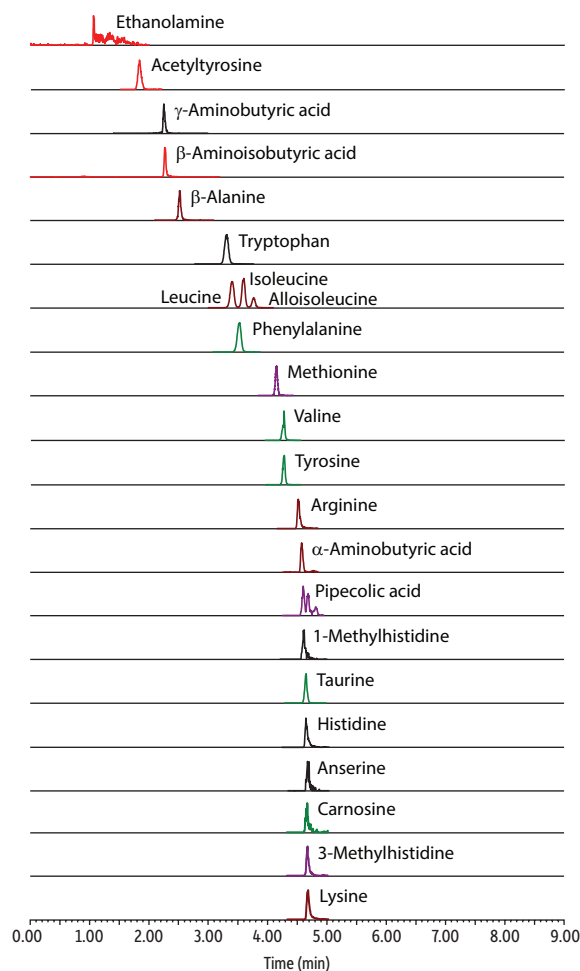 Ethanolamine
Acetyltyrosine
γ-Aminobutyric acid
β-Aminoisobutyric acid
β-Alanine
Tryptophan
Isoleucine
Leucine Alloisoleucine
Phenylalanine
Methionine
Valine
Tyrosine
Arginine
α-Aminobutyric acid
Pipecolic acid
1-Methylhistidine
Taurine
Histidine
Anserine
Carnosine
3-Methylhistidine
Lysine
0.00 1.00 2.00 3.00 4.00 5.00 6.00 7.00 8.00 9.00
Time (min)